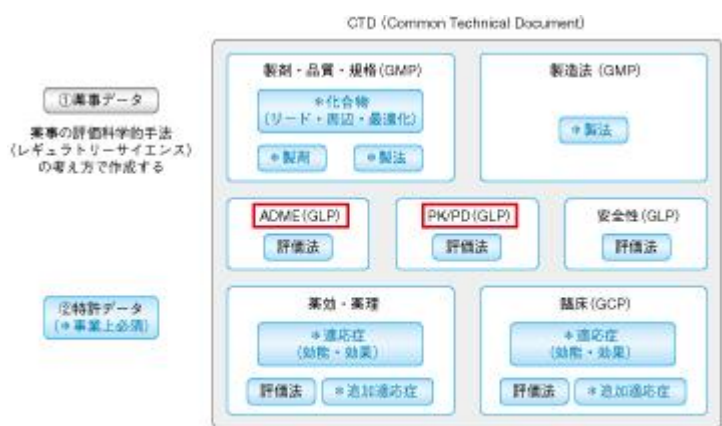 CTD (Common Technical Document)
製剤・品質・規格(GMP)
*化合物
(リード・周辺・最適化)
*製剤
*製法
製造法 (GMP)
*製法
①薬事データ
薬事の評価科学的手法
(レギュラトリーサイエンス)
の考え方で作成する
ADME(GLP)
評価法
PK/PD(GLP)
評価法
安全性(GLP)
評価法
②特許データ
(*事業上必須)
薬効・薬理
*適応症
(効能・効果)
評価法
*追加適応症
臨床(GCP)
*適応症
(効能・効果)
評価法
*追加適応症